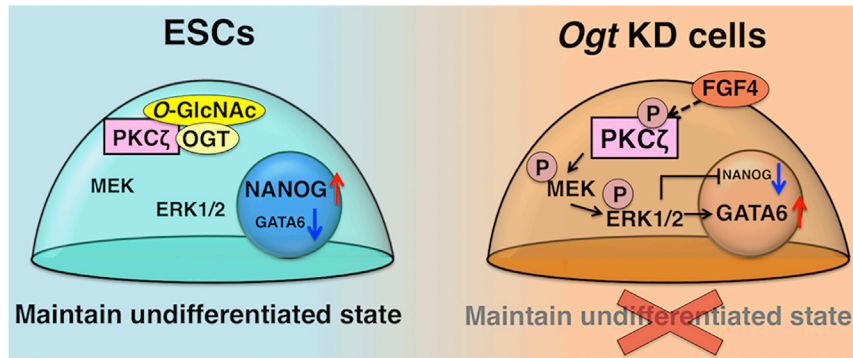 ESCs
O-GlcNAc
PKCζ
OGT
MEK
ERK1/2
NANOG
GATA6
Maintain undifferentiated state
Ogt KD cells
FGF4
P
PKCζ
P
MEK
P
ERK1/2
NANOG
GATA6
Maintain undifferentiated state